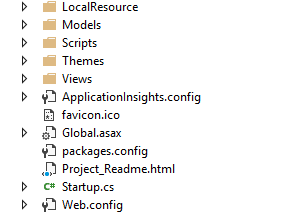 LocalResource
Models
Scripts
Themes
Views
ApplicationInsights.config
favicon.ico
Global.asax
packages.config
Project_Readme.html
C# Startup.cs
Web.config